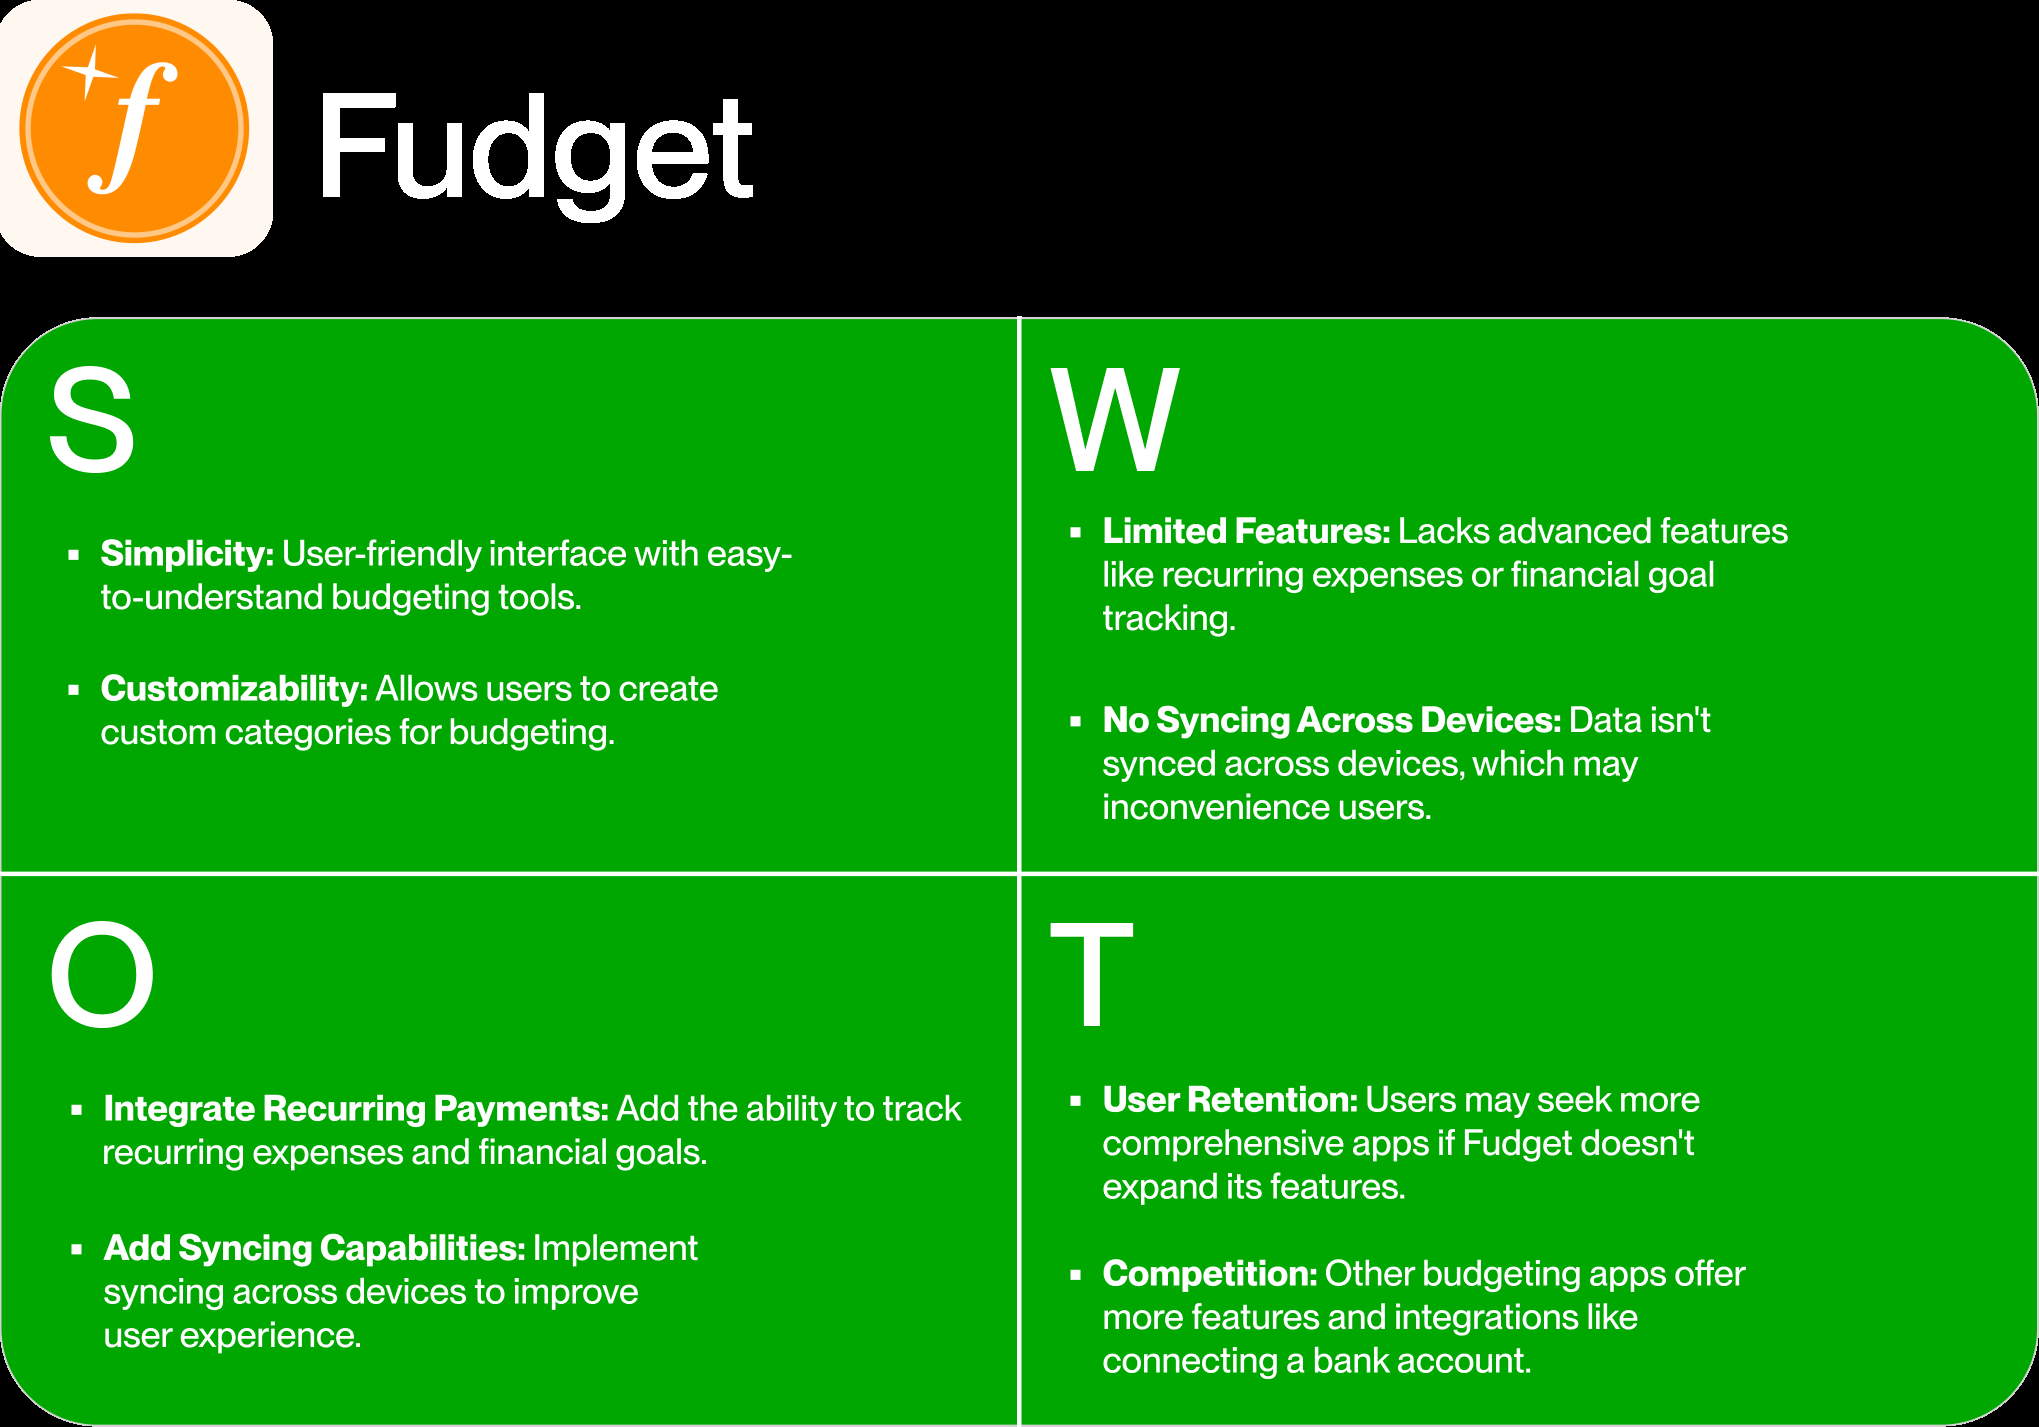 f
Fudget
S
▪ Simplicity: User-friendly interface with easy-
to-understand budgeting tools.
▪ Customizability: Allows users to create
custom categories for budgeting.
W
▪ Limited Features: Lacks advanced features
like recurring expenses or financial goal
tracking.
▪ No Syncing Across Devices: Data isn't
synced across devices, which may
inconvenience users.
O
▪ Integrate Recurring Payments: Add the ability to track
recurring expenses and financial goals.
▪ Add Syncing Capabilities: Implement
syncing across devices to improve
user experience.
T
▪ User Retention: Users may seek more
comprehensive apps if Fudget doesn't
expand its features.
▪ Competition: Other budgeting apps offer
more features and integrations like
connecting a bank account.